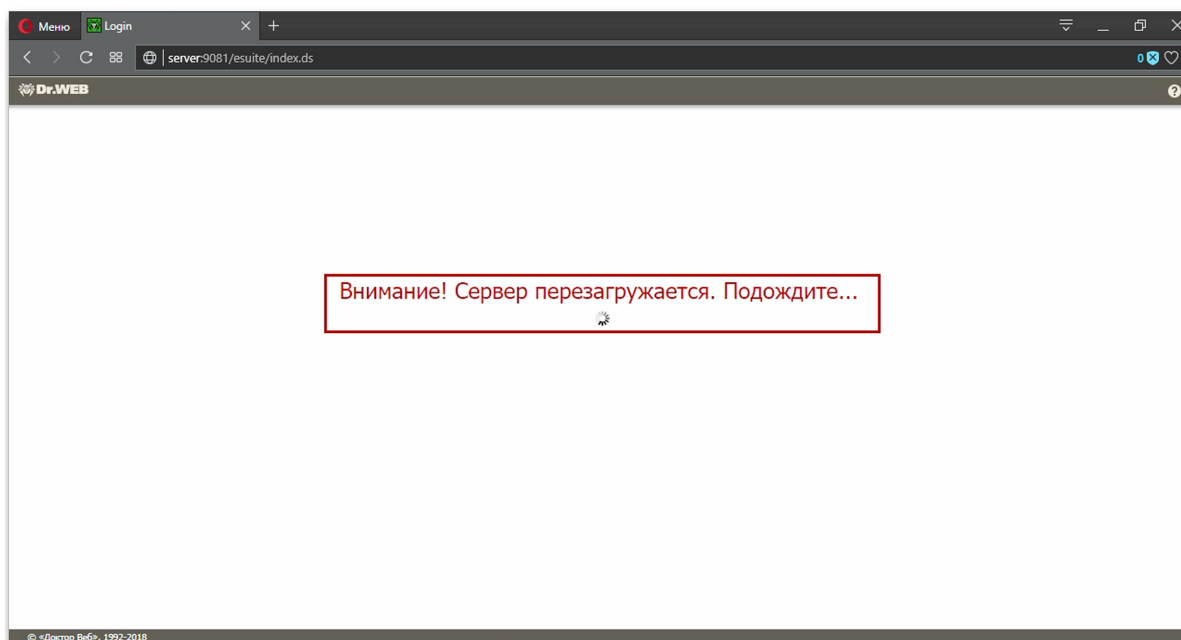 Меню
Login
server:9081/esuite/index.ds
0
Dr.WEB
?
Внимание! Сервер перезагружается. Подождите...
© «Доктор Веб», 1992-2018